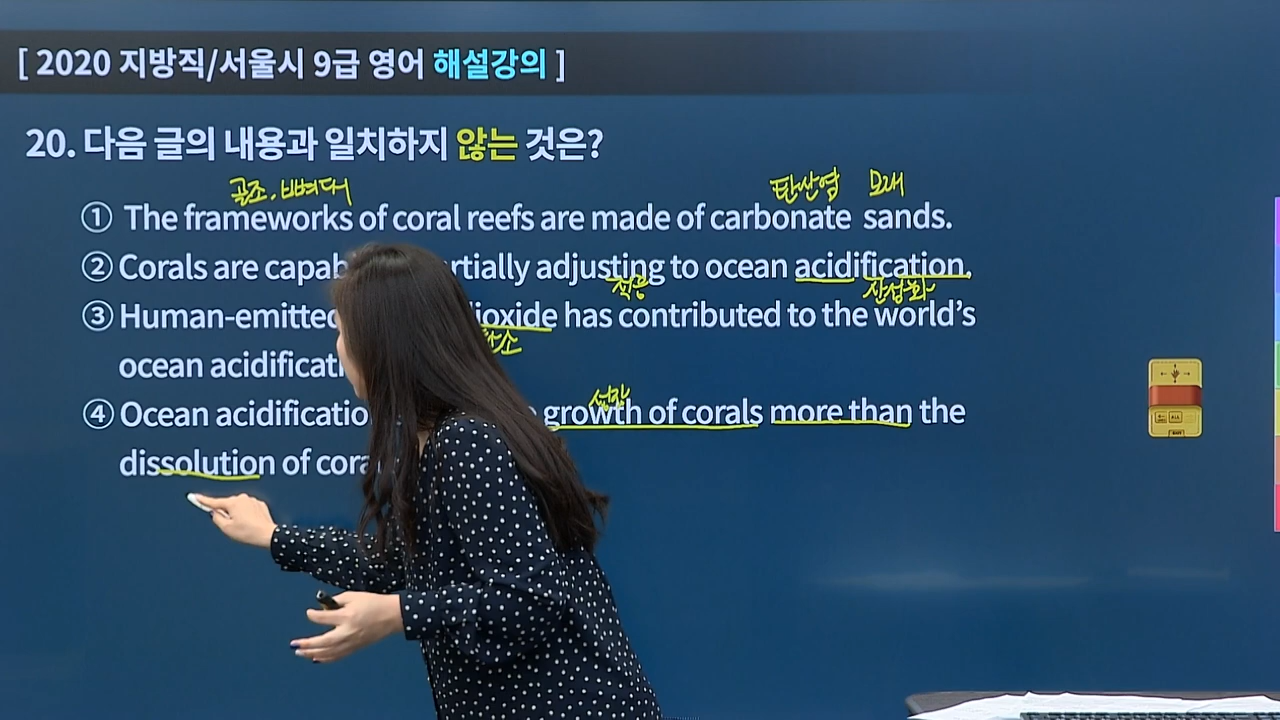 [ 2020 지방직/서울시 9급 영어 해설강의 ]
20. 다음 글의 내용과 일치하지 않는 것은?
골조, 뼈대 탄산염 모래
① The frameworks of coral reefs are made of carbonate sands.
② Corals are capab rtially adjusting to ocean acidification.
적응 산성화
③ Human-emitted ioxide has contributed to the world's
탄소
ocean acidificati
성장
④ Ocean acidificatio growth of corals more than the
dissolution of cora